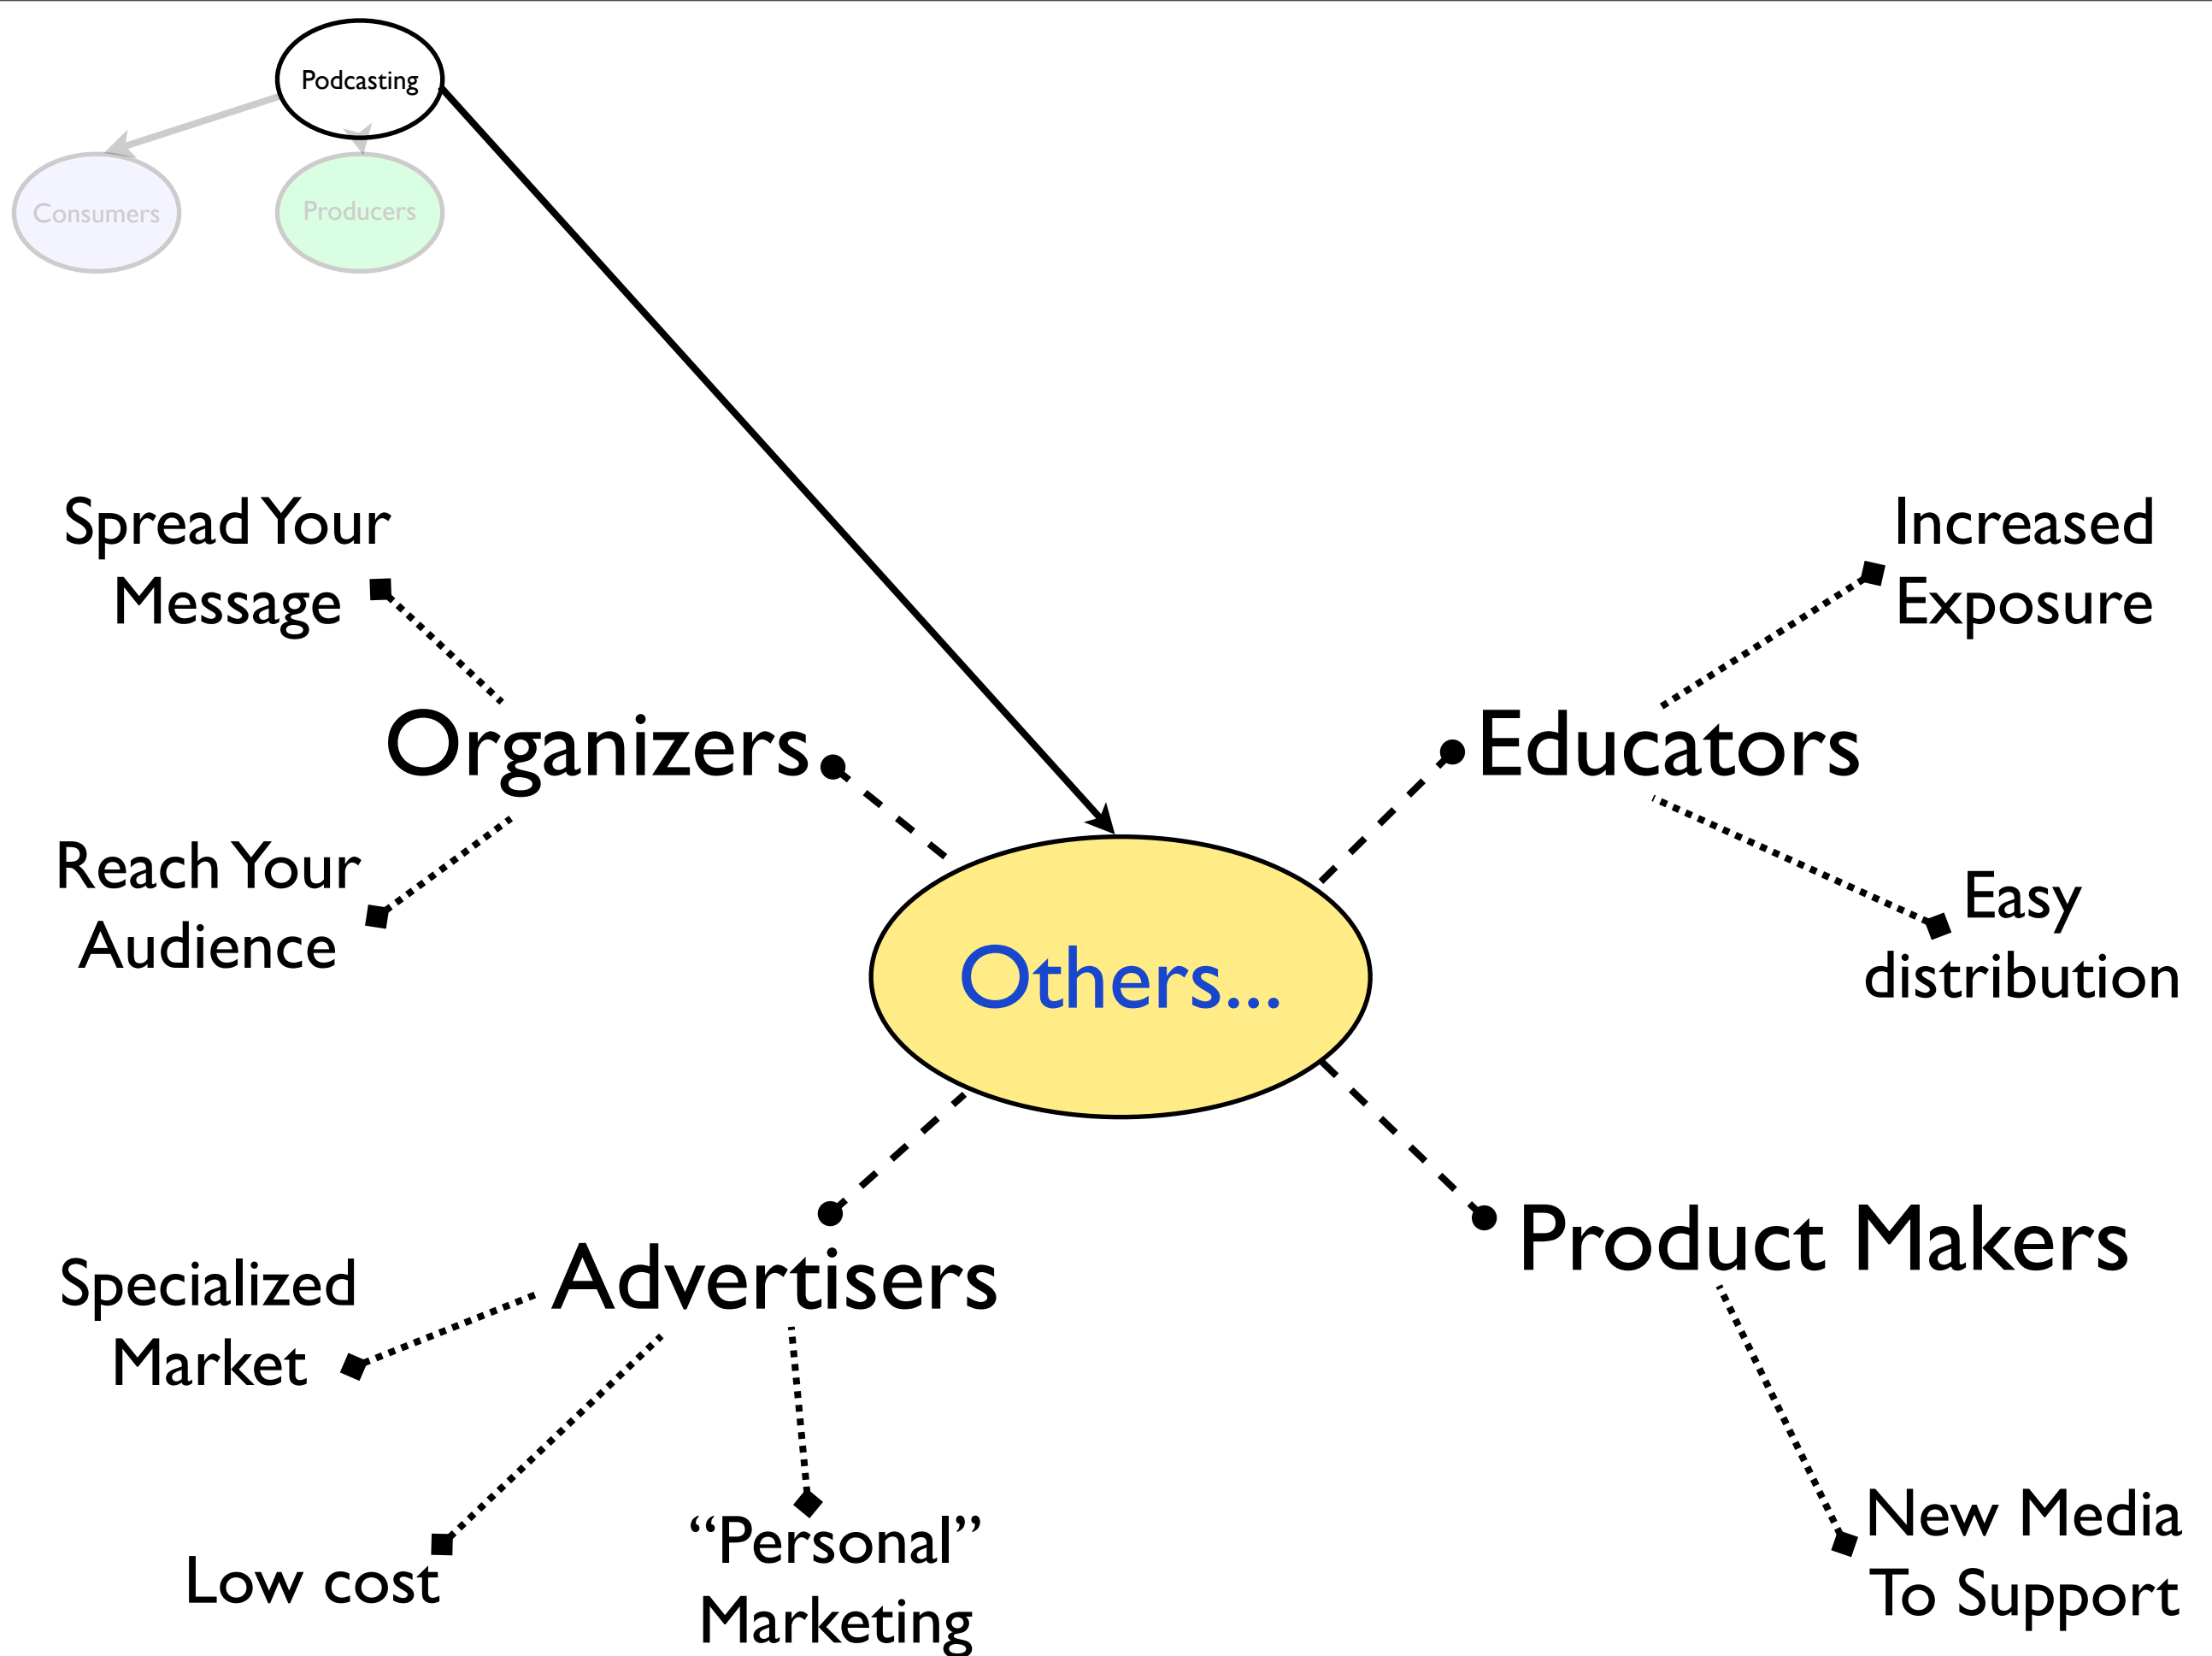 Podcasting
Consumers
Producers
Spread Your
Message
Increased
Exposure
Organizers
Educators
Reach Your
Audience
Easy
distribution
Others...
Advertisers
Product Makers
Specialized
Market
Low cost
“Personal”
Marketing
New Media
To Support